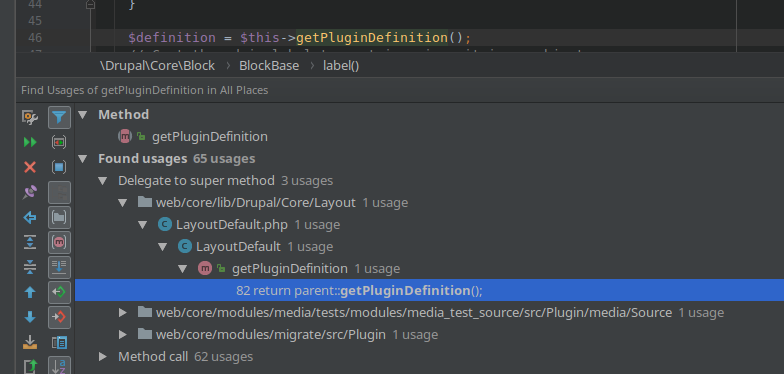 44 }
45
46 $definition = $this->getPluginDefinition();
\Drupal\Core\Block › BlockBase › label()
Find Usages of getPluginDefinition in All Places
Method
m getPluginDefinition
Found usages 65 usages
Delegate to super method 3 usages
web/core/lib/Drupal/Core/Layout 1 usage
C LayoutDefault.php 1 usage
C LayoutDefault 1 usage
m getPluginDefinition 1 usage
82 return parent::getPluginDefinition();
web/core/modules/media/tests/modules/media_test_source/src/Plugin/media/Source 1 usage
web/core/modules/migrate/src/Plugin 1 usage
Method call 62 usages